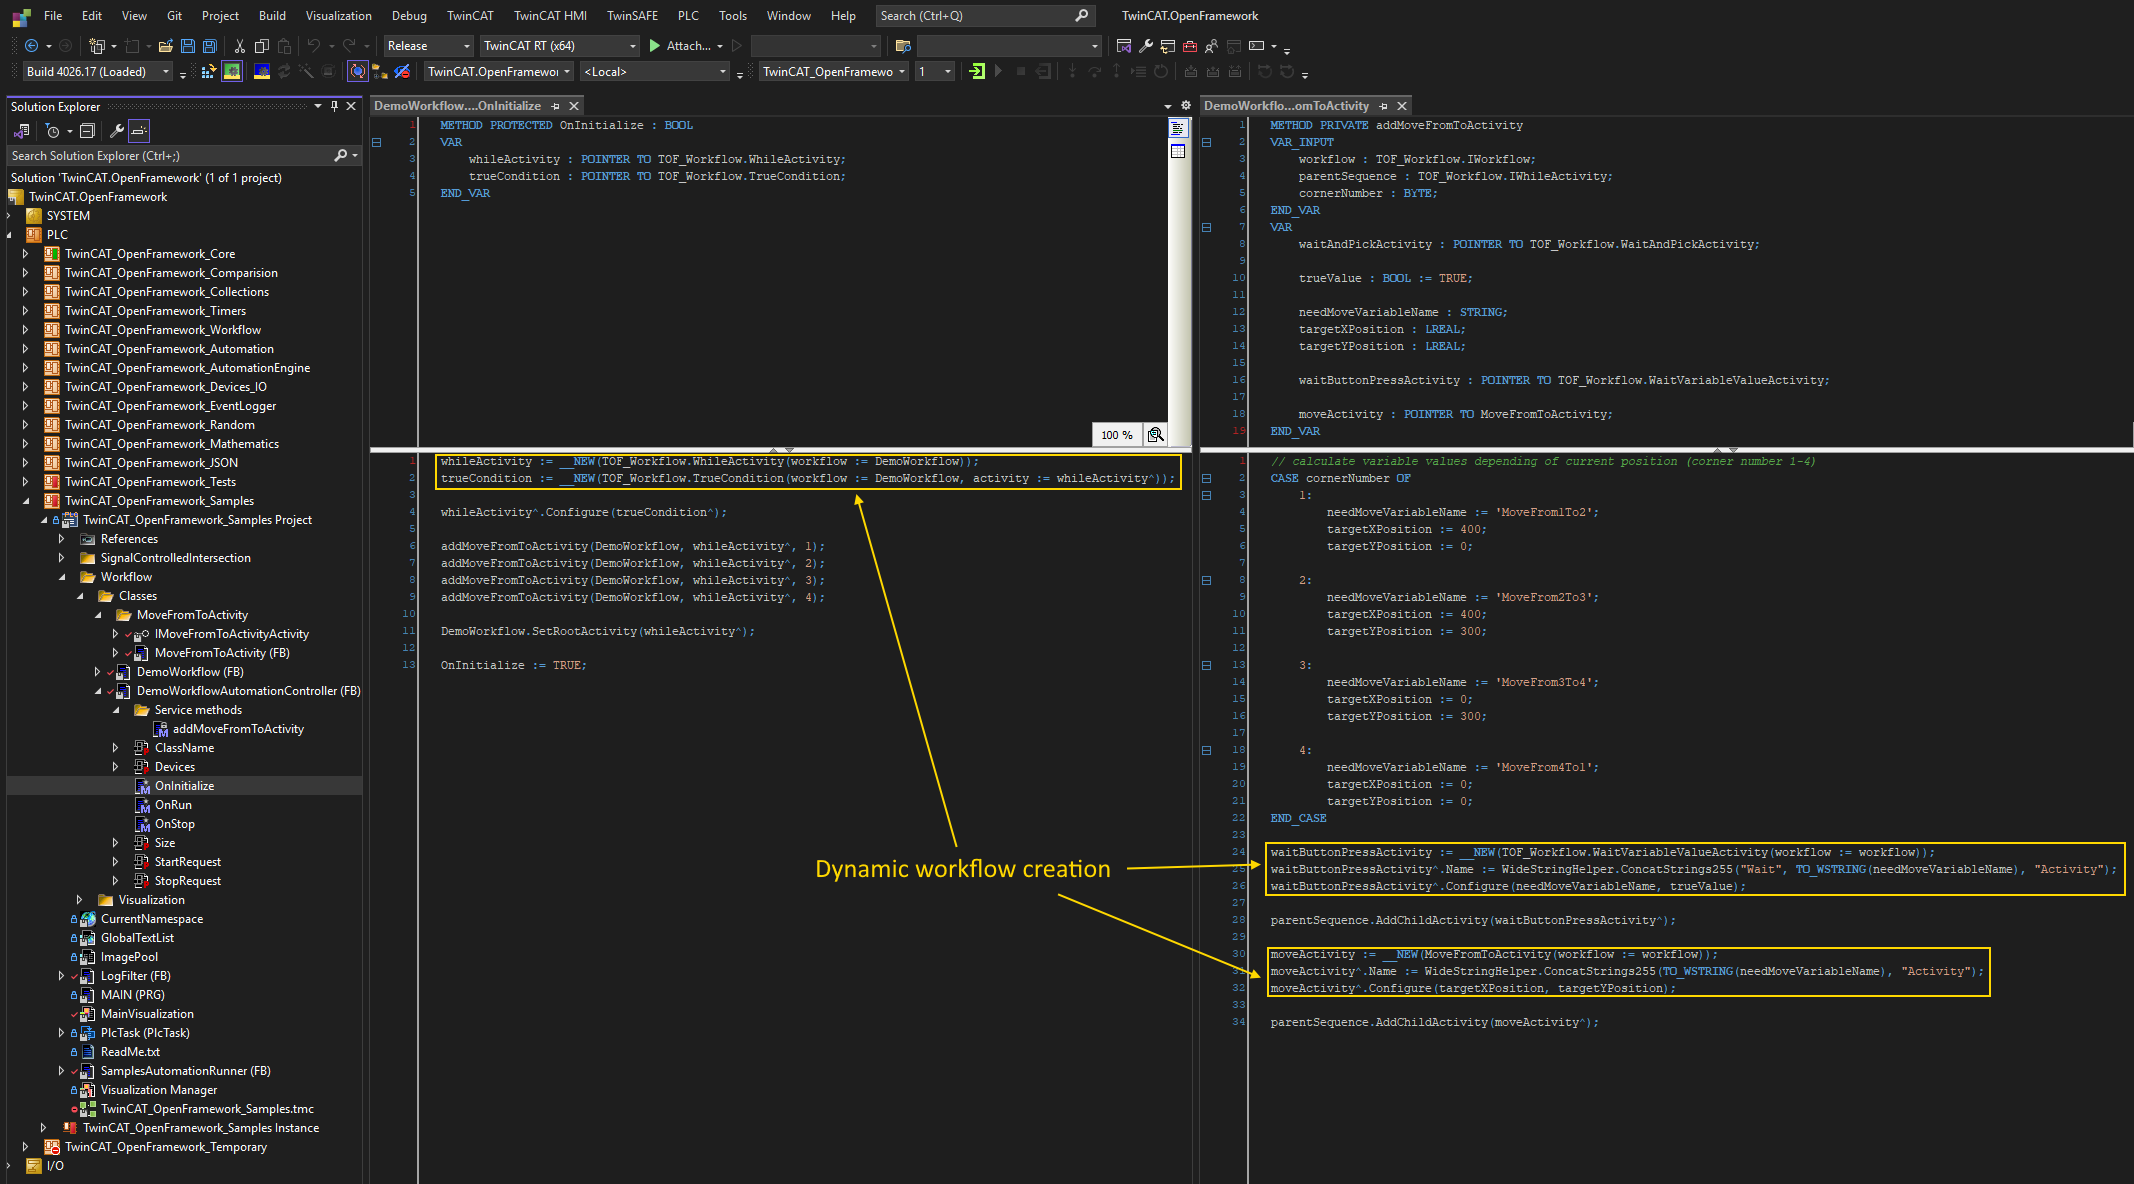 File Edit View Git Project Build Visualization Debug TwinCAT TwinCAT HMI TwinSAFE PLC Tools Window Help Search (Ctrl+Q) TwinCAT.OpenFramework
Release TwinCAT RT (x64) Attach...
Build 4026.17 (Loaded) TwinCAT.OpenFramewor <Local> TwinCAT_OpenFramewo 1
Solution Explorer
Search Solution Explorer (Ctrl+;)
Solution 'TwinCAT.OpenFramework' (1 of 1 project)
TwinCAT.OpenFramework
SYSTEM
PLC
TwinCAT_OpenFramework_Core
TwinCAT_OpenFramework_Comparision
TwinCAT_OpenFramework_Collections
TwinCAT_OpenFramework_Timers
TwinCAT_OpenFramework_Workflow
TwinCAT_OpenFramework_Automation
TwinCAT_OpenFramework_AutomationEngine
TwinCAT_OpenFramework_Devices_IO
TwinCAT_OpenFramework_EventLogger
TwinCAT_OpenFramework_Random
TwinCAT_OpenFramework_Mathematics
TwinCAT_OpenFramework_JSON
TwinCAT_OpenFramework_Tests
TwinCAT_OpenFramework_Samples
TwinCAT_OpenFramework_Samples Project
References
SignalControlledIntersection
Workflow
Classes
MoveFromToActivity
IMoveFromToActivityActivity
MoveFromToActivity (FB)
DemoWorkflow (FB)
DemoWorkflowAutomationController (FB)
Service methods
addMoveFromToActivity
ClassName
Devices
OnInitialize
OnRun
OnStop
Size
StartRequest
StopRequest
Visualization
CurrentNamespace
GlobalTextList
ImagePool
LogFilter (FB)
MAIN (PRG)
MainVisualization
PlcTask (PlcTask)
ReadMe.txt
SamplesAutomationRunner (FB)
Visualization Manager
TwinCAT_OpenFramework_Samples.tmc
TwinCAT_OpenFramework_Samples Instance
TwinCAT_OpenFramework_Temporary
I/O
DemoWorkflow....OnInitialize
1 METHOD PROTECTED OnInitialize : BOOL
2 VAR
3 whileActivity : POINTER TO TOF_Workflow.WhileActivity;
4 trueCondition : POINTER TO TOF_Workflow.TrueCondition;
5 END_VAR
100 %
1 whileActivity := __NEW(TOF_Workflow.WhileActivity(workflow := DemoWorkflow));
2 trueCondition := __NEW(TOF_Workflow.TrueCondition(workflow := DemoWorkflow, activity := whileActivity^));
3
4 whileActivity^.Configure(trueCondition^);
5
6 addMoveFromToActivity(DemoWorkflow, whileActivity^, 1);
7 addMoveFromToActivity(DemoWorkflow, whileActivity^, 2);
8 addMoveFromToActivity(DemoWorkflow, whileActivity^, 3);
9 addMoveFromToActivity(DemoWorkflow, whileActivity^, 4);
10
11 DemoWorkflow.SetRootActivity(whileActivity^);
12
13 OnInitialize := TRUE;
Dynamic workflow creation
DemoWorkflo...omToActivity
1 METHOD PRIVATE addMoveFromToActivity
2 VAR_INPUT
3 workflow : TOF_Workflow.IWorkflow;
4 parentSequence : TOF_Workflow.IWhileActivity;
5 cornerNumber : BYTE;
6 END_VAR
7 VAR
8 waitAndPickActivity : POINTER TO TOF_Workflow.WaitAndPickActivity;
9
10 trueValue : BOOL := TRUE;
11
12 needMoveVariableName : STRING;
13 targetXPosition : LREAL;
14 targetYPosition : LREAL;
15
16 waitButtonPressActivity : POINTER TO TOF_Workflow.WaitVariableValueActivity;
17
18 moveActivity : POINTER TO MoveFromToActivity;
19 END_VAR
1 // calculate variable values depending of current position (corner number 1-4)
2 CASE cornerNumber OF
3 1:
4 needMoveVariableName := 'MoveFrom1To2';
5 targetXPosition := 400;
6 targetYPosition := 0;
7
8 2:
9 needMoveVariableName := 'MoveFrom2To3';
10 targetXPosition := 400;
11 targetYPosition := 300;
12
13 3:
14 needMoveVariableName := 'MoveFrom3To4';
15 targetXPosition := 0;
16 targetYPosition := 300;
17
18 4:
19 needMoveVariableName := 'MoveFrom4To1';
20 targetXPosition := 0;
21 targetYPosition := 0;
22 END_CASE
23
24 waitButtonPressActivity := __NEW(TOF_Workflow.WaitVariableValueActivity(workflow := workflow));
25 waitButtonPressActivity^.Name := WideStringHelper.ConcatStrings255("Wait", TO_WSTRING(needMoveVariableName), "Activity");
26 waitButtonPressActivity^.Configure(needMoveVariableName, trueValue);
27
28 parentSequence.AddChildActivity(waitButtonPressActivity^);
29
30 moveActivity := __NEW(MoveFromToActivity(workflow := workflow));
31 moveActivity^.Name := WideStringHelper.ConcatStrings255(TO_WSTRING(needMoveVariableName), "Activity");
32 moveActivity^.Configure(targetXPosition, targetYPosition);
33
34 parentSequence.AddChildActivity(moveActivity^);